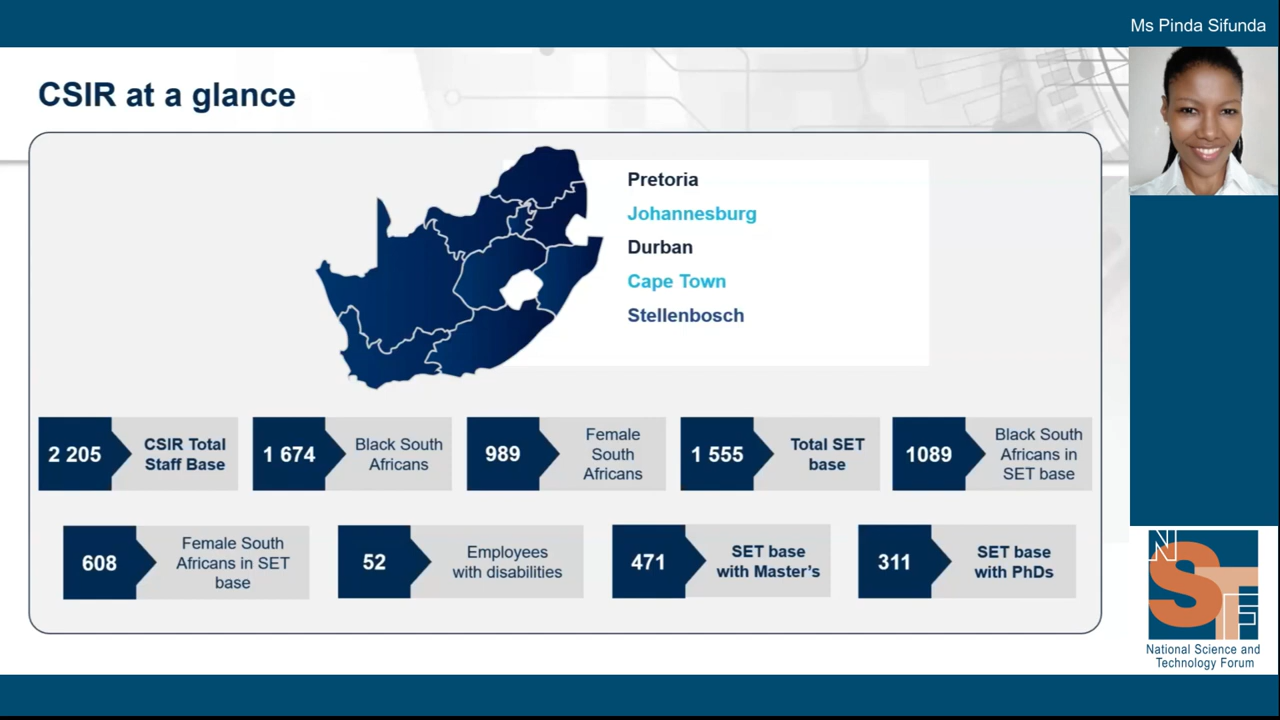 Ms Pinda Sifunda
CSIR at a glance
Pretoria
Johannesburg
Durban
Cape Town
Stellenbosch
2 205
CSIR Total
Staff Base
1 674
Black South
Africans
989
Female
South
Africans
1 555
Total SET
base
1089
Black South
Africans in
SET base
608
Female South
Africans in SET
base
52
Employees
with disabilities
471
SET base
with Master's
311
SET base
with PhDs
NSTF
National Science and
Technology Forum